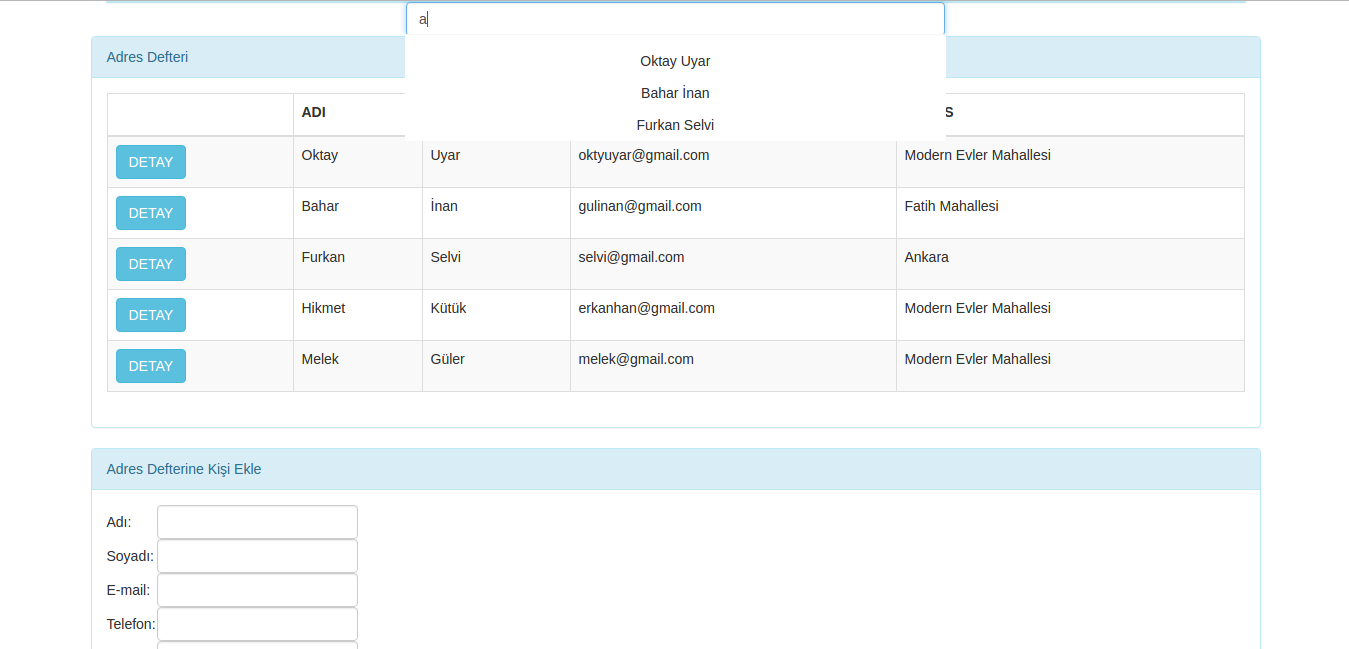 a
Adres Defteri
Oktay Uyar
Bahar İnan
Furkan Selvi
ADI S
DETAY Oktay Uyar oktyuyar@gmail.com Modern Evler Mahallesi
DETAY Bahar İnan gulinan@gmail.com Fatih Mahallesi
DETAY Furkan Selvi selvi@gmail.com Ankara
DETAY Hikmet Kütük erkanhan@gmail.com Modern Evler Mahallesi
DETAY Melek Güler melek@gmail.com Modern Evler Mahallesi
Adres Defterine Kişi Ekle
Adı:
Soyadı:
E-mail:
Telefon: